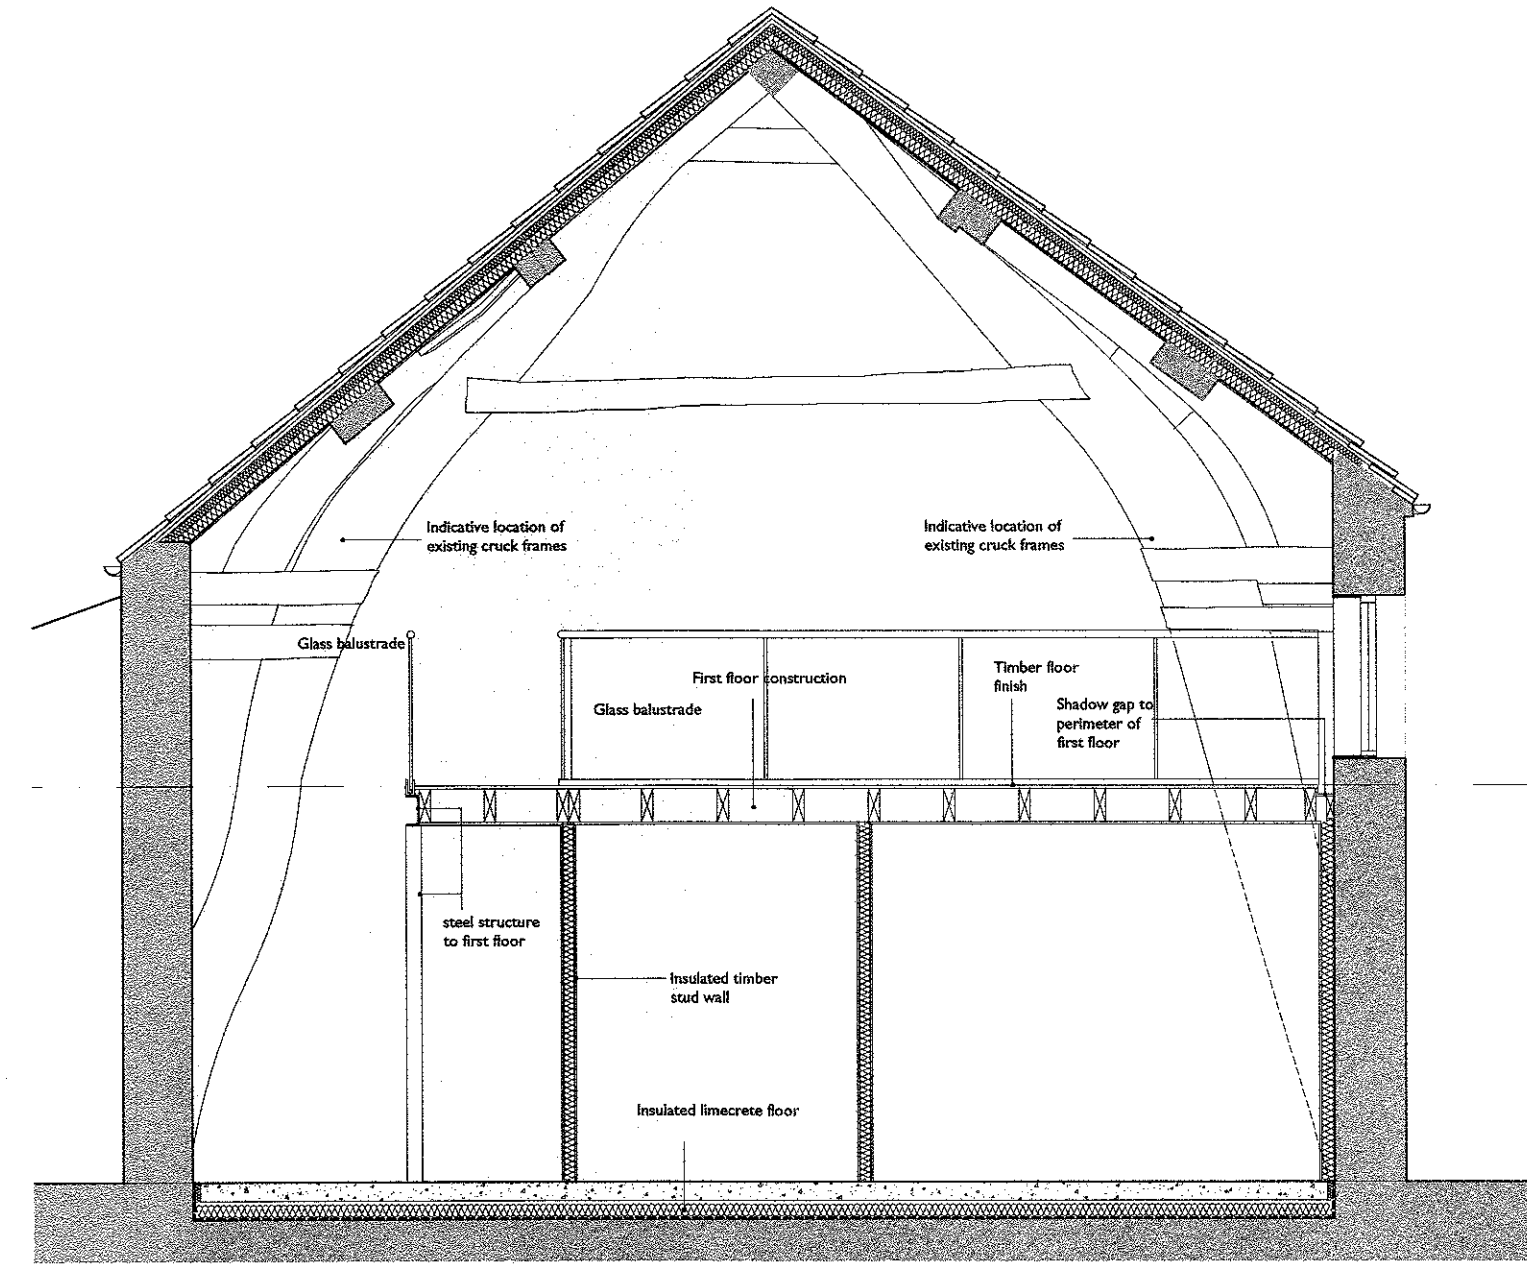 Indicative location of
existing cruck frames
Indicative location of
existing cruck frames
Glass balustrade
First floor construction
Glass balustrade
Timber floor
finish
Shadow gap to
perimeter of
first floor
steel structure
to first floor
Insulated timber
stud wall
Insulated limecrete floor